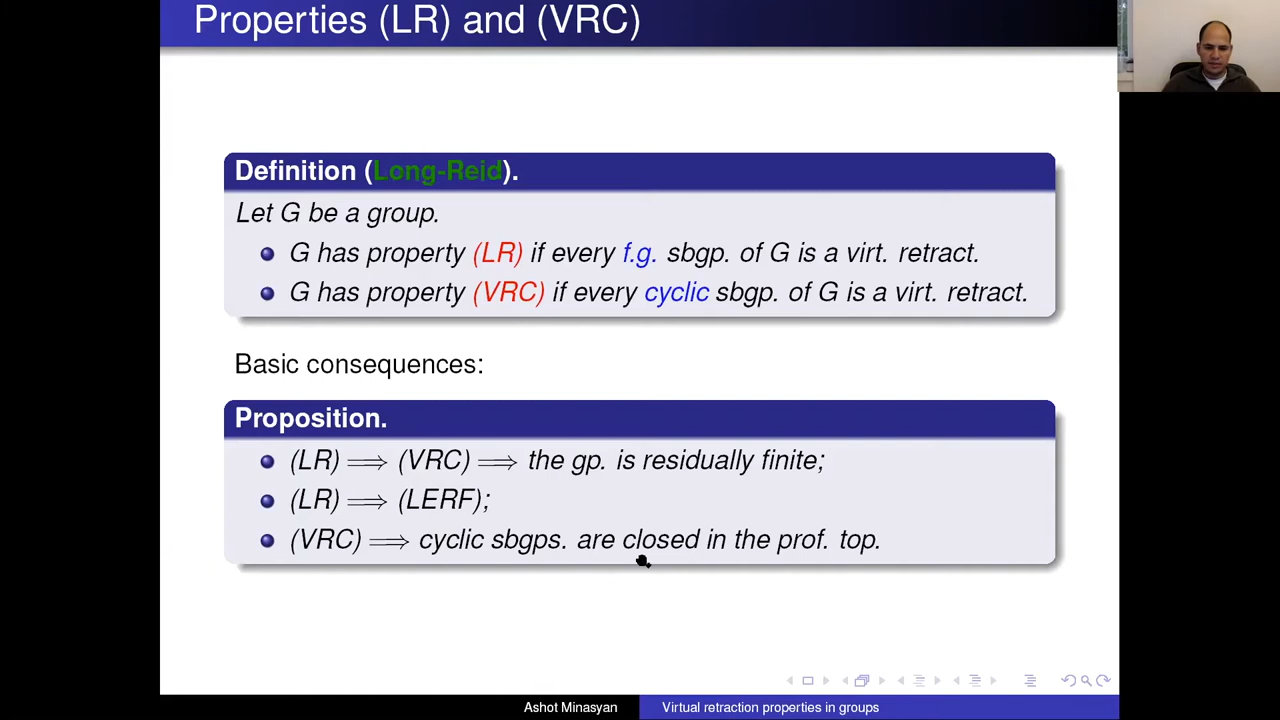 Properties (LR) and (VRC)
Definition (Long-Reid).
Let G be a group.
G has property (LR) if every f.g. sbgp. of G is a virt. retract.
G has property (VRC) if every cyclic sbgp. of G is a virt. retract.
Basic consequences:
Proposition.
(LR) ⟹ (VRC) ⟹ the gp. is residually finite;
(LR) ⟹ (LERF);
(VRC) ⟹ cyclic sbgps. are closed in the prof. top.
Ashot Minasyan
Virtual retraction properties in groups